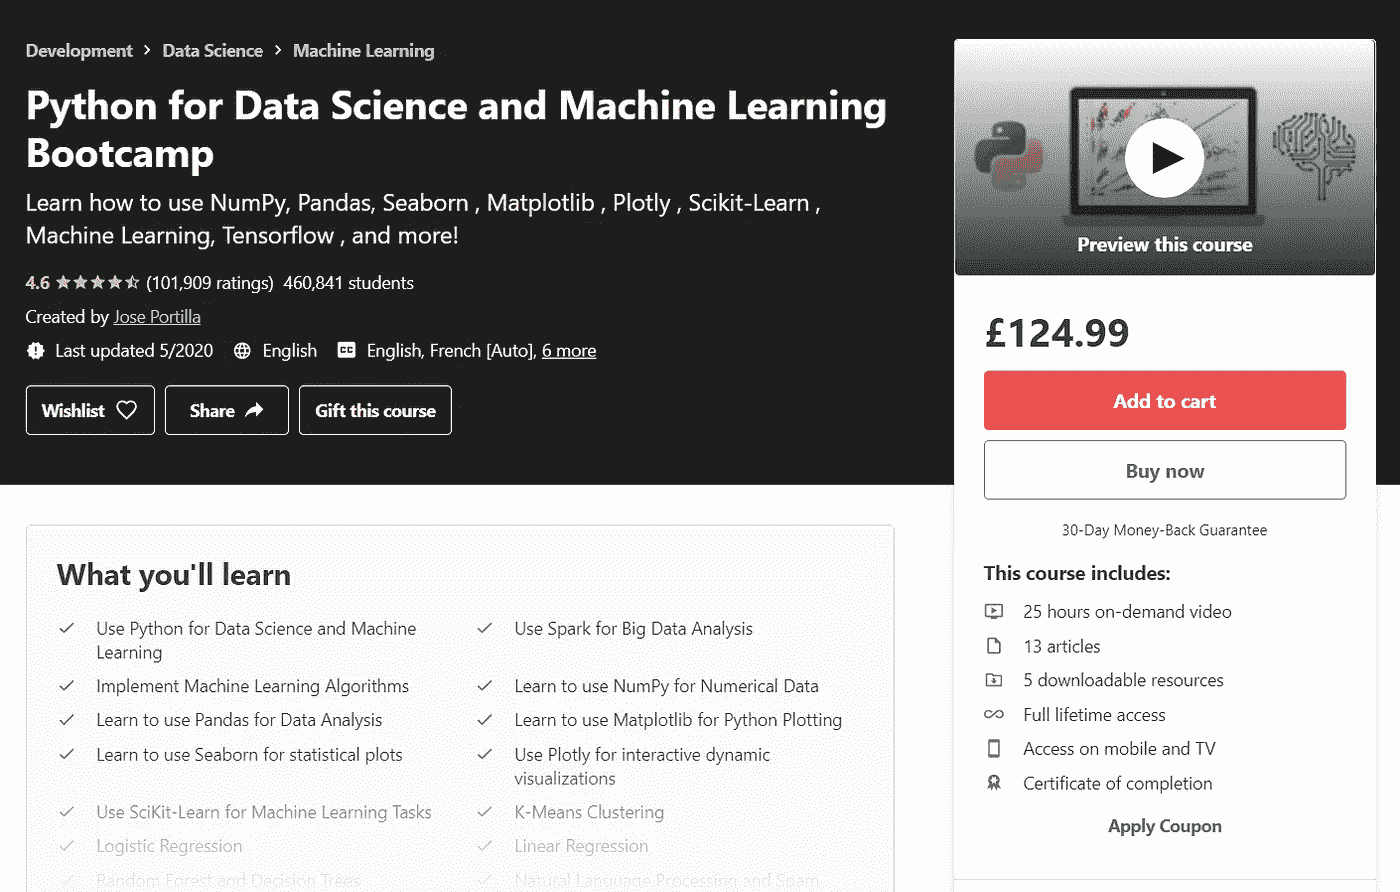 Development > Data Science > Machine Learning
Python for Data Science and Machine Learning
Bootcamp
Learn how to use NumPy, Pandas, Seaborn , Matplotlib , Plotly , Scikit-Learn ,
Machine Learning, Tensorflow , and more!
4.6 (101,909 ratings) 460,841 students
Created by Jose Portilla
Last updated 5/2020 English CC English, French [Auto], 6 more
Wishlist Share Gift this course
Preview this course
£124.99
Add to cart
Buy now
30-Day Money-Back Guarantee
This course includes:
25 hours on-demand video
13 articles
5 downloadable resources
Full lifetime access
Access on mobile and TV
Certificate of completion
Apply Coupon
What you'll learn
Use Python for Data Science and Machine
Learning
Use Spark for Big Data Analysis
Implement Machine Learning Algorithms
Learn to use NumPy for Numerical Data
Learn to use Pandas for Data Analysis
Learn to use Matplotlib for Python Plotting
Learn to use Seaborn for statistical plots
Use Plotly for interactive dynamic
visualizations
Use SciKit-Learn for Machine Learning Tasks
K-Means Clustering
Logistic Regression
Linear Regression
Random Forest and Decision Trees
Natural Language Processing and Spam